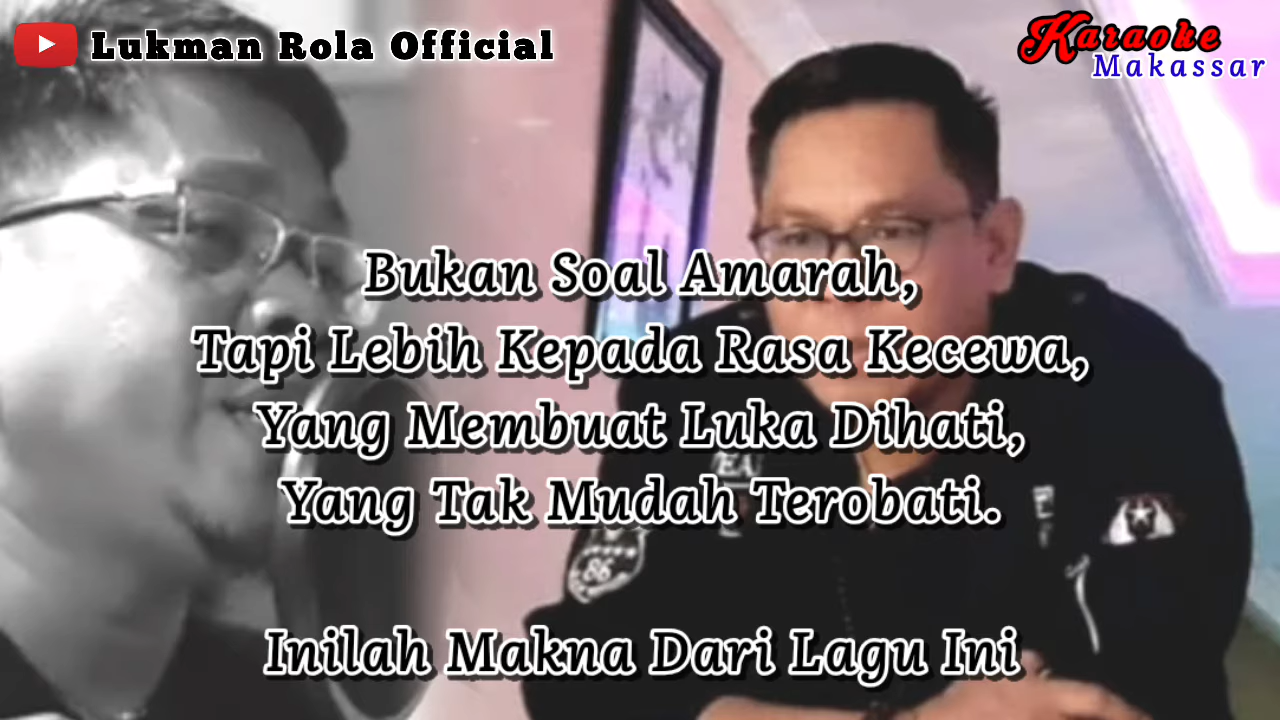 Lukman Rola Official
Karaoke
Makassar
Bukan Soal Amarah,
Tapi Lebih Kepada Rasa Kecewa,
Yang Membuat Luka Dihati,
Yang Tak Mudah Terobati.
86
Inilah Makna Dari Lagu Ini